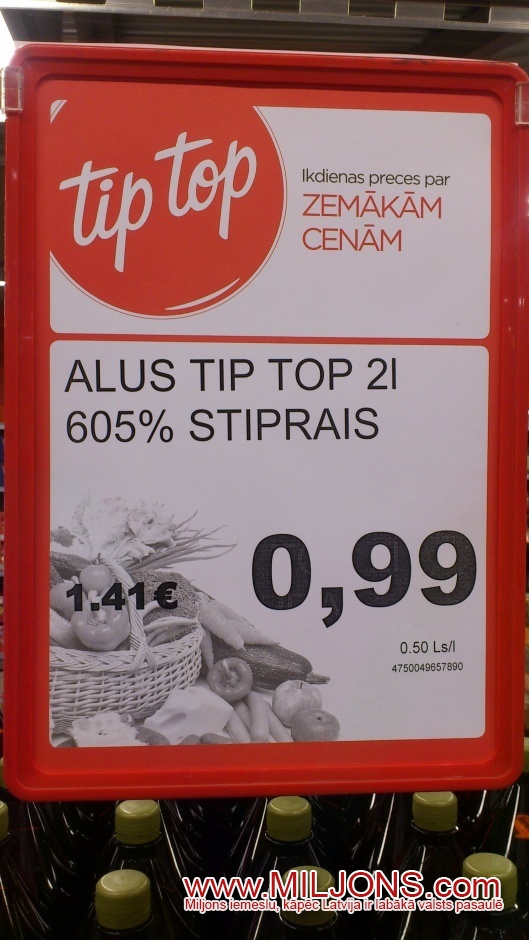 tip top
Ikdienas preces par
ZEMĀKĀM
CENĀM
ALUS TIP TOP 2l
605% STIPRAIS
1.41€
0,99
0.50 Ls/l
4750049657890
www.MILJONS.com
Miljons iemeslu, kāpēc Latvija ir labākā valsts pasaulē